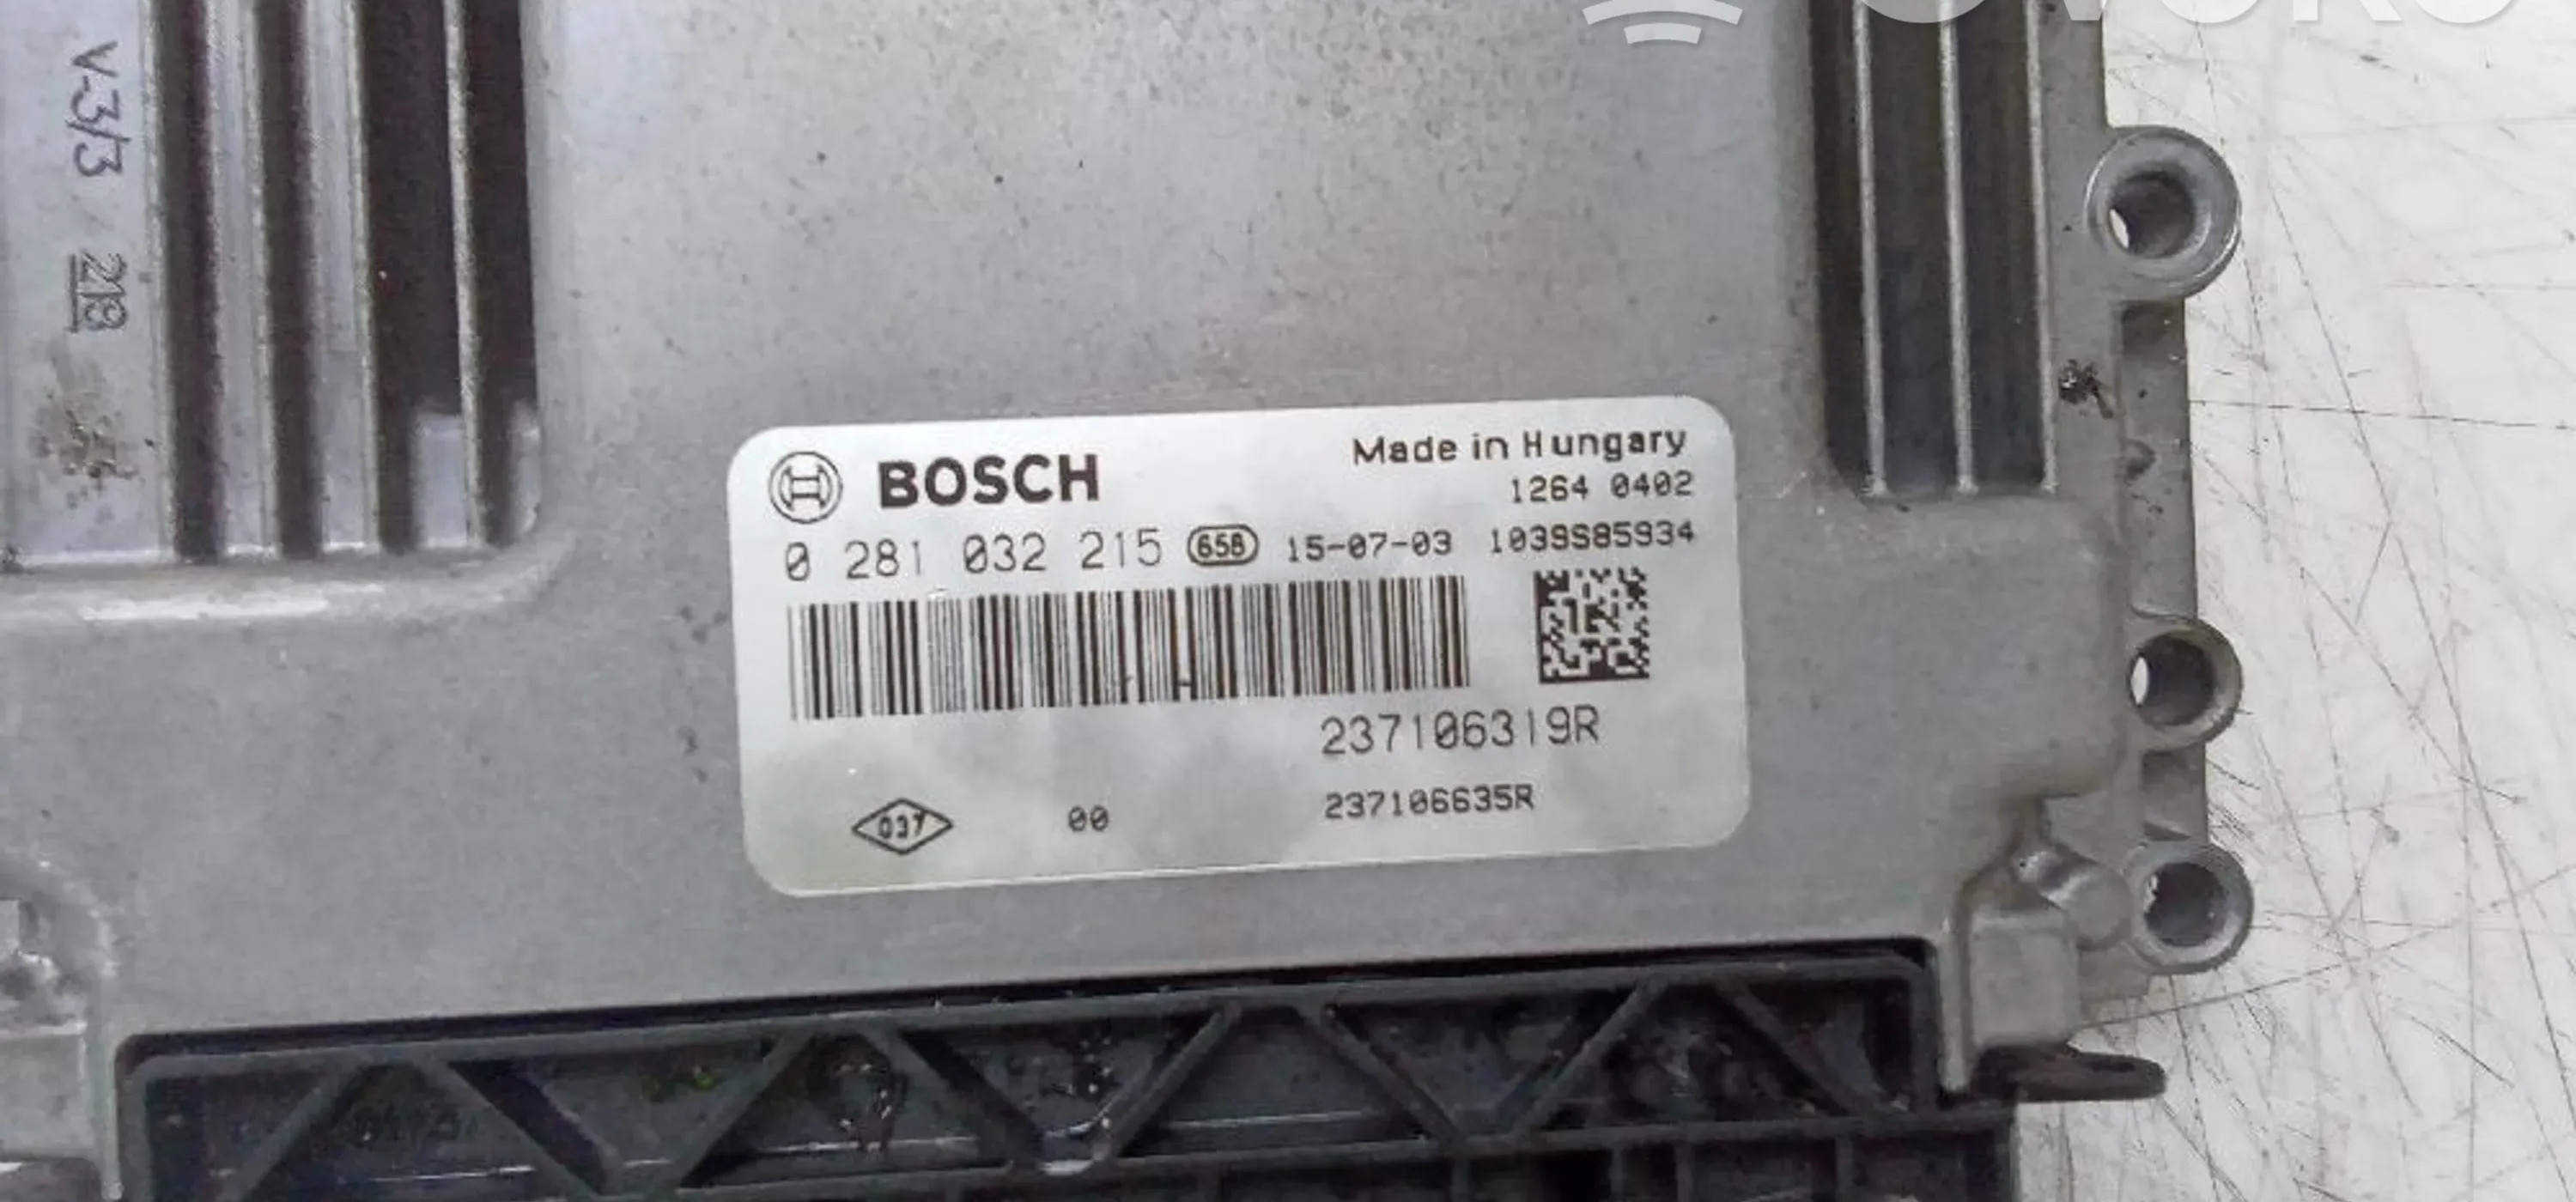 V-3/3 / 218
BOSCH
Made in Hungary
1264 0402
0 281 032 215 658 15-07-03 1039S85934
237106319R
037 00 237106635R